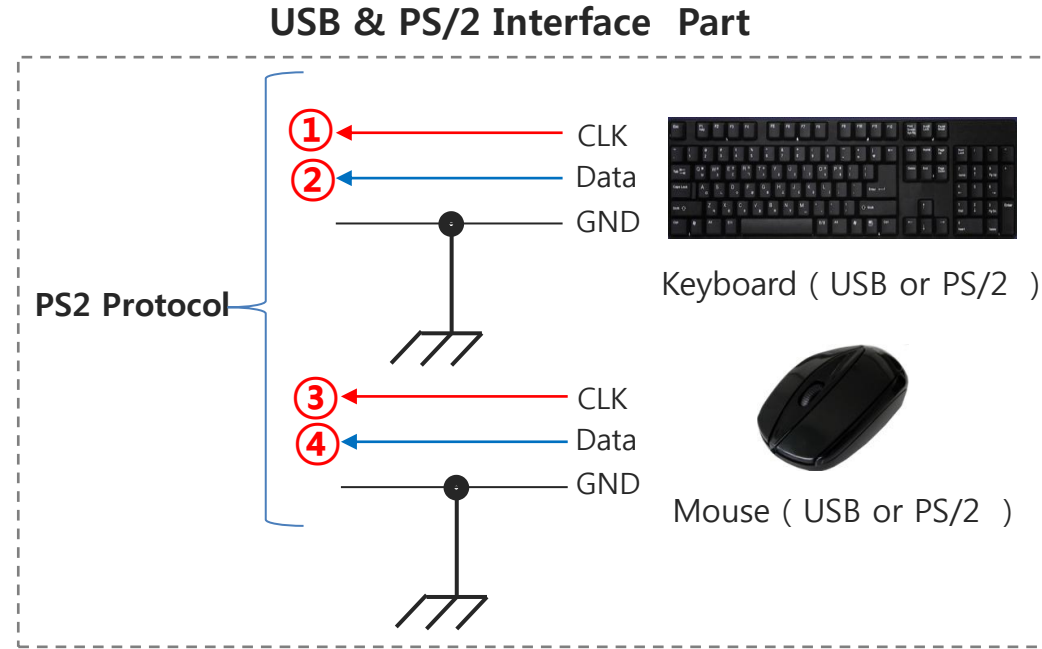 USB & PS/2 Interface Part
① CLK
② Data
GND
Keyboard ( USB or PS/2 )
PS2 Protocol
③ CLK
④ Data
GND
Mouse ( USB or PS/2 )